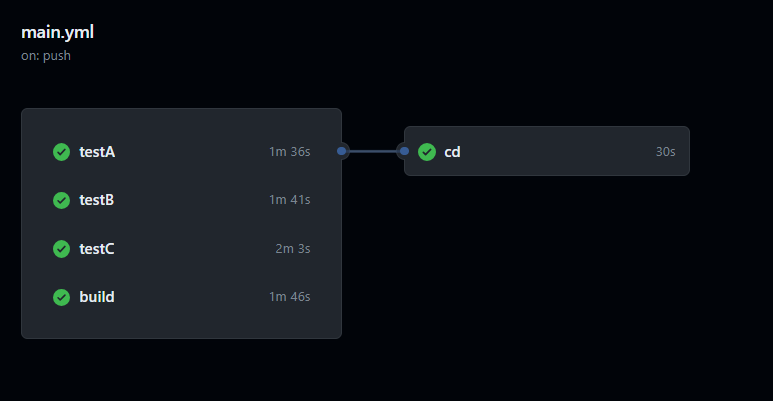 main.yml
on: push
testA 1m 36s
cd 30s
testB 1m 41s
testC 2m 3s
build 1m 46s